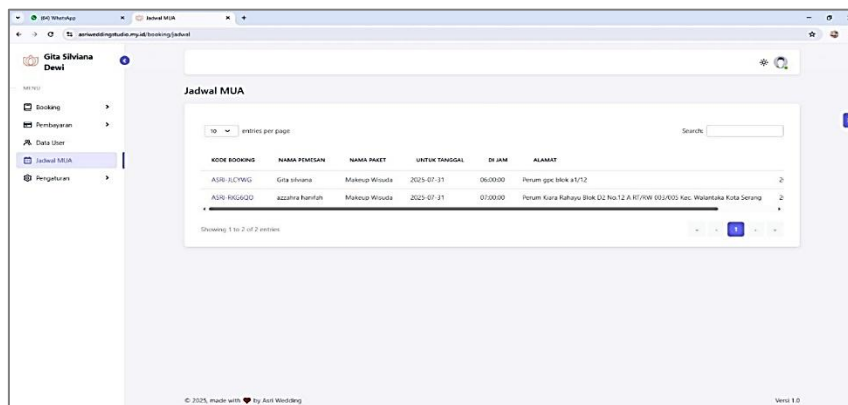 (84) WhatsApp
Jadwal MUA
asriweddingstudio.my.id/booking/jadwal
Gita Silviana
Dewi
MENU
Booking
Pembayaran
Data User
Jadwal MUA
Pengaturan
Jadwal MUA
10 entries per page
Search:
KODE BOOKING NAMA PEMESAN NAMA PAKET UNTUK TANGGAL DI JAM ALAMAT
ASRI-JLCYWG Gita silviana Makeup Wisuda 2025-07-31 06:00:00 Perum gpc blok a1/12 2
ASRI-RKG6QO azzahra hanifah Makeup Wisuda 2025-07-31 07:00:00 Perum Kiara Rahayu Blok D2 No:12 A RT/RW 003/005 Kec. Walantaka Kota Serang 2
Showing 1 to 2 of 2 entries
« ‹ 1 › »
© 2025, made with ❤ by Asri Wedding
Versi 1.0